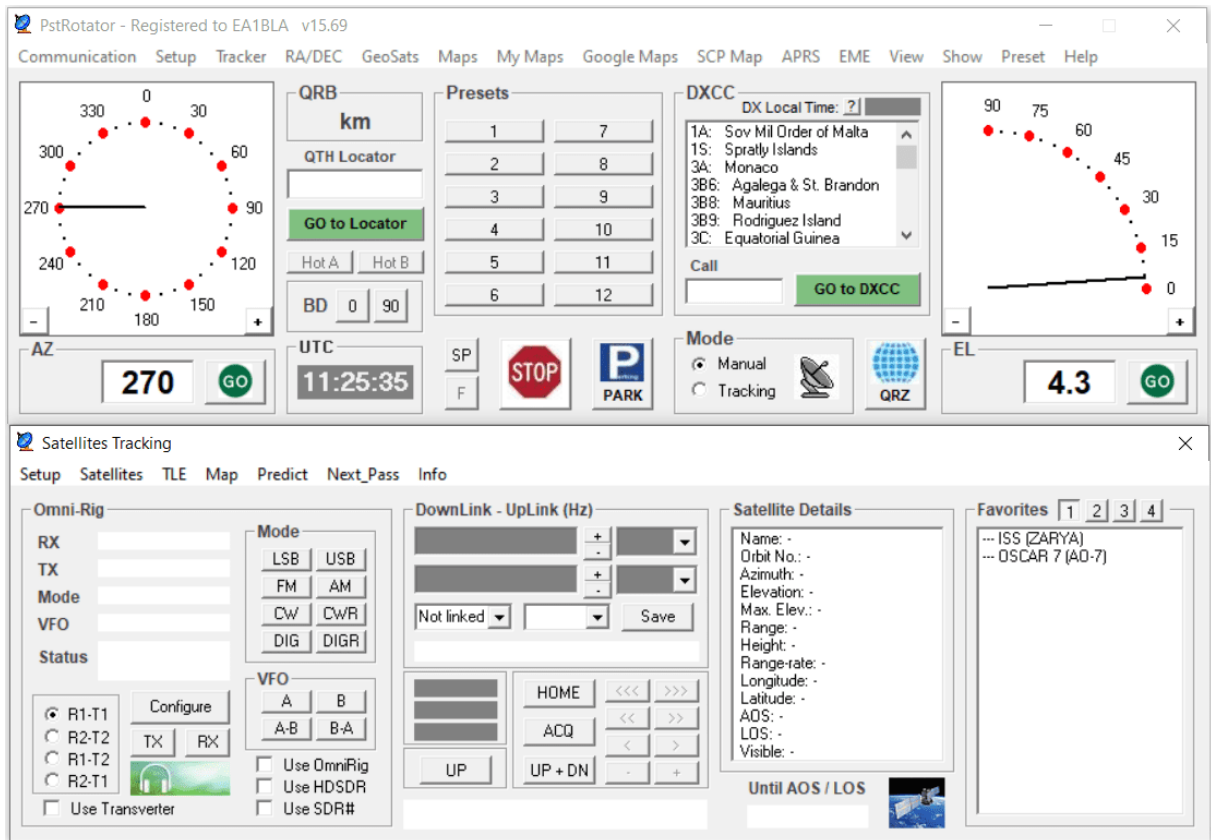 PstRotator - Registered to EA1BLA v15.69
Communication Setup Tracker RA/DEC GeoSats Maps My Maps Google Maps SCP Map APRS EME View Show Preset Help
0
30
60
90
120
150
180
210
240
270
300
330
-
+
AZ
270
GO
QRB
km
QTH Locator
GO to Locator
Hot A Hot B
BD 0 90
UTC
11:25:35
Presets
1 7
2 8
3 9
4 10
5 11
6 12
SP
F
STOP
P
PARK
DXCC
DX Local Time: ?
1A: Sov Mil Order of Malta
1S: Spratly Islands
3A: Monaco
3B6: Agalega & St. Brandon
3B8: Mauritius
3B9: Rodriguez Island
3C: Equatorial Guinea
Call
GO to DXCC
Mode
Manual
Tracking
QRZ
90
75
60
45
30
15
0
-
+
EL
4.3
GO
Satellites Tracking
Setup Satellites TLE Map Predict Next_Pass Info
Omni-Rig
RX
TX
Mode
VFO
Status
R1-T1
R2-T2
R1-T2
R2-T1
Configure
TX RX
Use Transverter
Mode
LSB USB
FM AM
CW CWR
DIG DIGR
VFO
A B
A-B B-A
Use OmniRig
Use HDSDR
Use SDR#
DownLink - UpLink (Hz)
+
-
+
-
Not linked
Save
UP
HOME
ACQ
UP + DN
<<< >>>
<< >>
< >
- +
Satellite Details
Name: -
Orbit No.: -
Azimuth: -
Elevation: -
Max. Elev.: -
Range: -
Height: -
Range-rate: -
Longitude: -
Latitude: -
AOS: -
LOS: -
Visible: -
Until AOS / LOS
Favorites 1 2 3 4
--- ISS (ZARYA)
--- OSCAR 7 (AO-7)